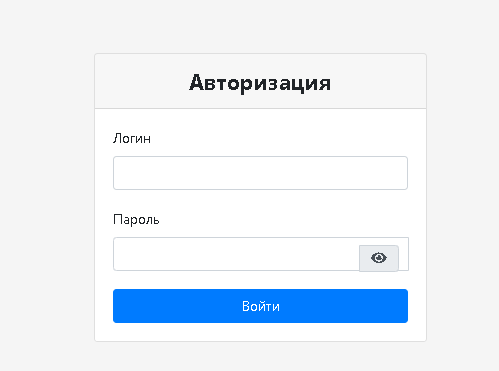 Авторизация
Логин
Пароль
Войти